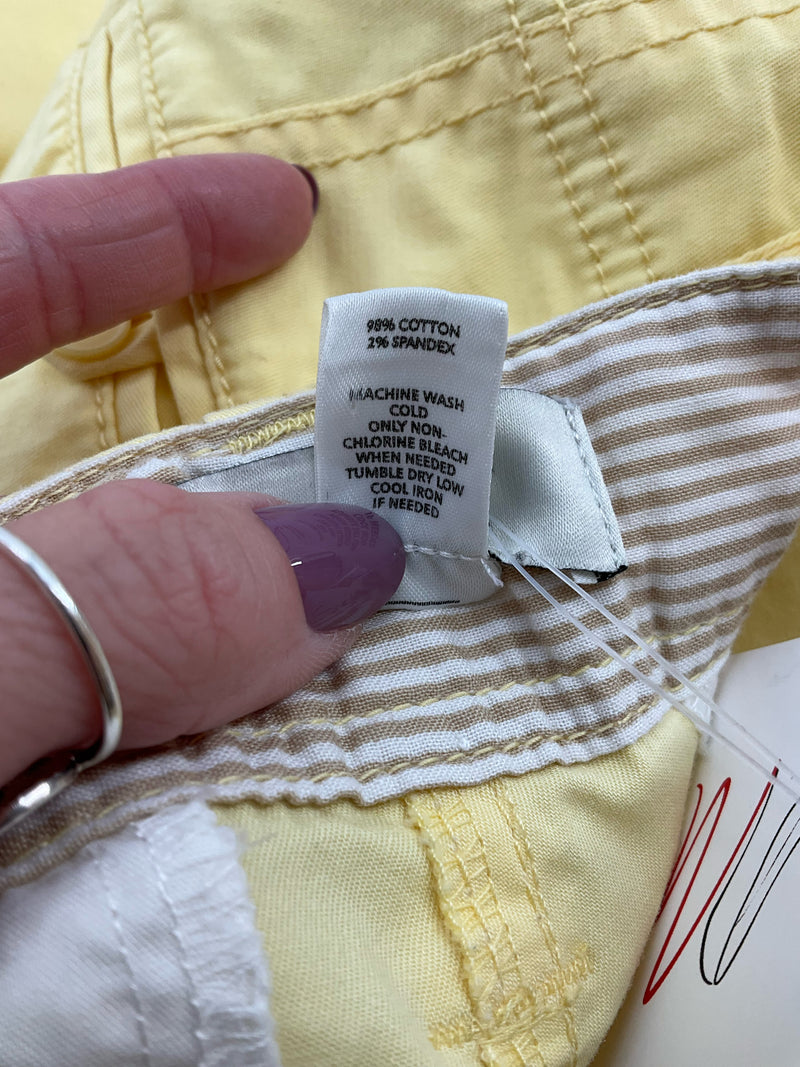 98% COTTON
2% SPANDEX
MACHINE WASH
COLD
ONLY NON-
CHLORINE BLEACH
WHEN NEEDED
TUMBLE DRY LOW
COOL IRON
IF NEEDED